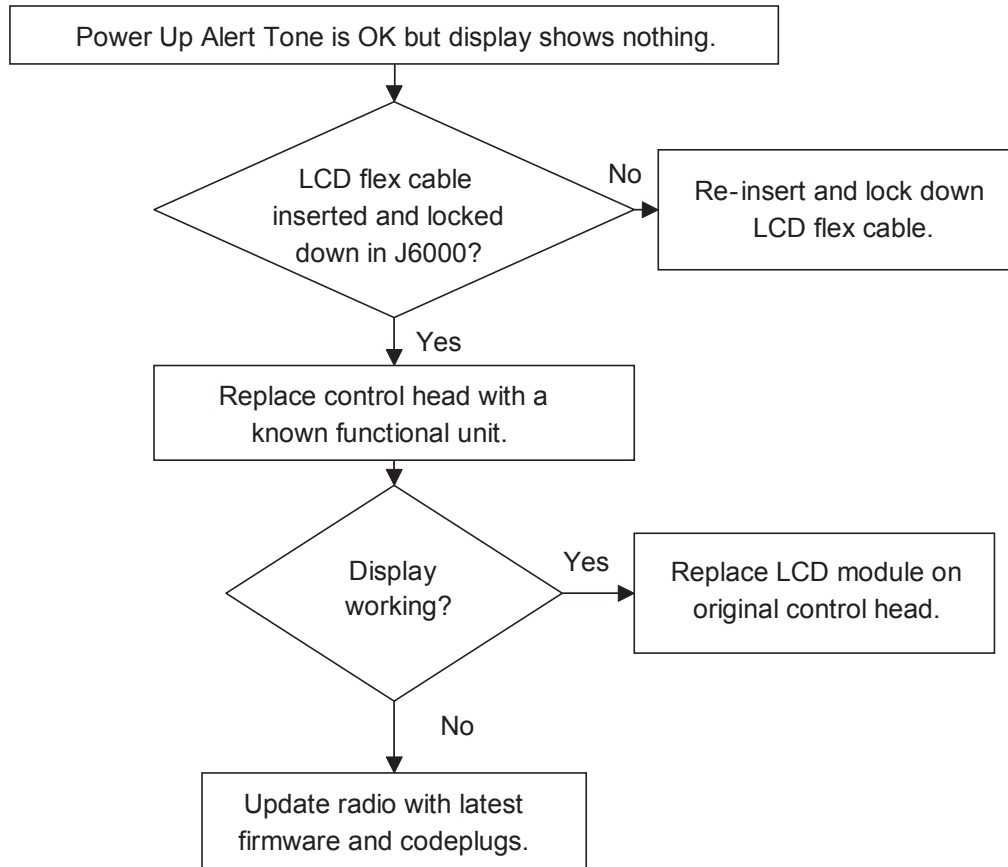 Power Up Alert Tone is OK but display shows nothing.
LCD flex cable
inserted and locked
down in J6000?
No
Re-insert and lock down
LCD flex cable.
Yes
Replace control head with a
known functional unit.
Display
working?
Yes
Replace LCD module on
original control head.
No
Update radio with latest
firmware and codeplugs.